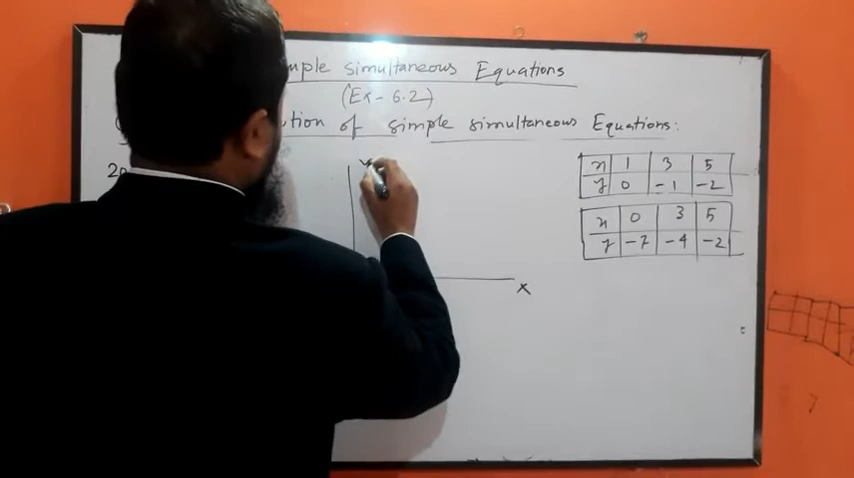 mple simultaneous Equations
(Ex - 6.2)
tion of simple simultaneous Equations:
20
Y
X
x 1 3 5
y 0 -1 -2
x 0 3 5
y -7 -4 -2